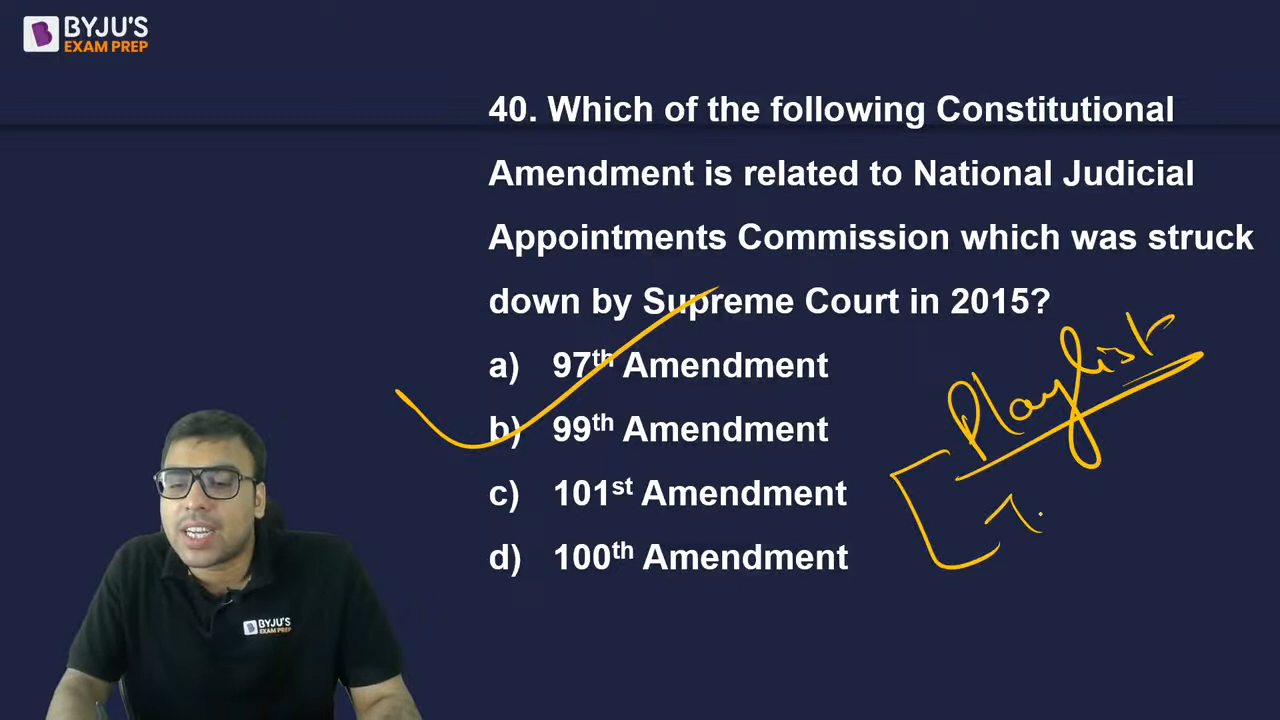 BYJU'S
EXAM PREP
40. Which of the following Constitutional
Amendment is related to National Judicial
Appointments Commission which was struck
down by Supreme Court in 2015?
a) 97th Amendment
b) 99th Amendment
c) 101st Amendment
d) 100th Amendment
Playlist
BYJU'S
EXAM PREP